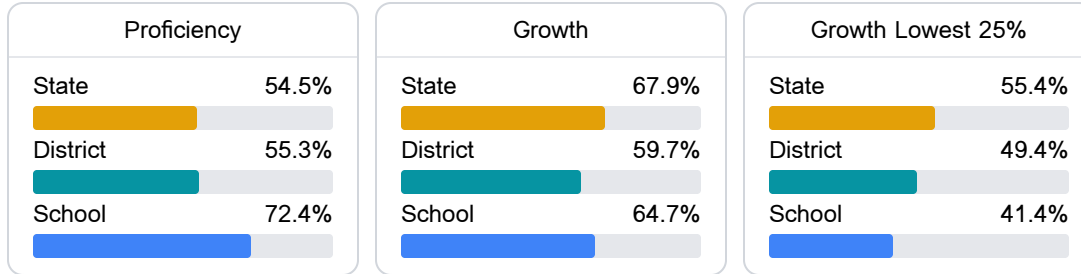 Proficiency
State 54.5%
District 55.3%
School 72.4%
Growth
State 67.9%
District 59.7%
School 64.7%
Growth Lowest 25%
State 55.4%
District 49.4%
School 41.4%